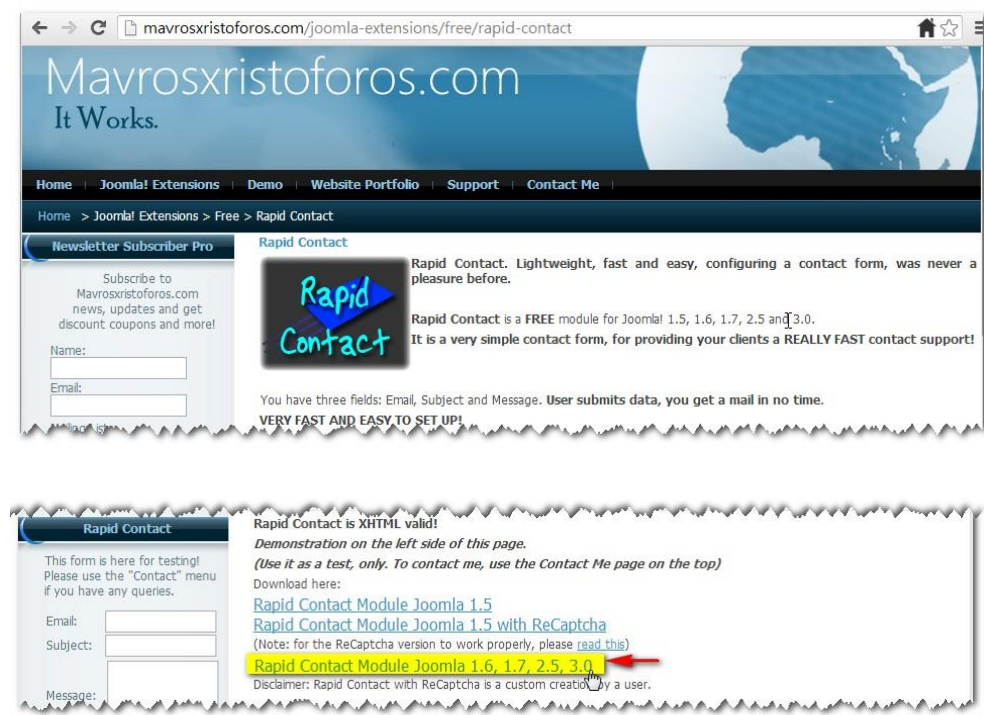 mavrosxristoforos.com/joomla-extensions/free/rapid-contact
Mavrosxristoforos.com
It Works.
Home Joomla! Extensions Demo Website Portfolio Support Contact Me
Home > Joomla! Extensions > Free > Rapid Contact
Newsletter Subscriber Pro
Subscribe to
Mavrosxristoforos.com
news, updates and get
discount coupons and more!
Name:
Email:
Rapid Contact
Rapid Contact
Rapid Contact. Lightweight, fast and easy, configuring a contact form, was never a
pleasure before.
Rapid Contact is a FREE module for Joomla! 1.5, 1.6, 1.7, 2.5 and 3.0.
It is a very simple contact form, for providing your clients a REALLY FAST contact support!
You have three fields: Email, Subject and Message. User submits data, you get a mail in no time.
VERY FAST AND EASY TO SET UP!
Rapid Contact
This form is here for testing!
Please use the "Contact" menu
if you have any queries.
Email:
Subject:
Message:
Rapid Contact is XHTML valid!
Demonstration on the left side of this page.
(Use it as a test, only. To contact me, use the Contact Me page on the top)
Download here:
Rapid Contact Module Joomla 1.5
Rapid Contact Module Joomla 1.5 with ReCaptcha
(Note: for the ReCaptcha version to work properly, please read this)
Rapid Contact Module Joomla 1.6, 1.7, 2.5, 3.0
Disclaimer: Rapid Contact with ReCaptcha is a custom creation by a user.